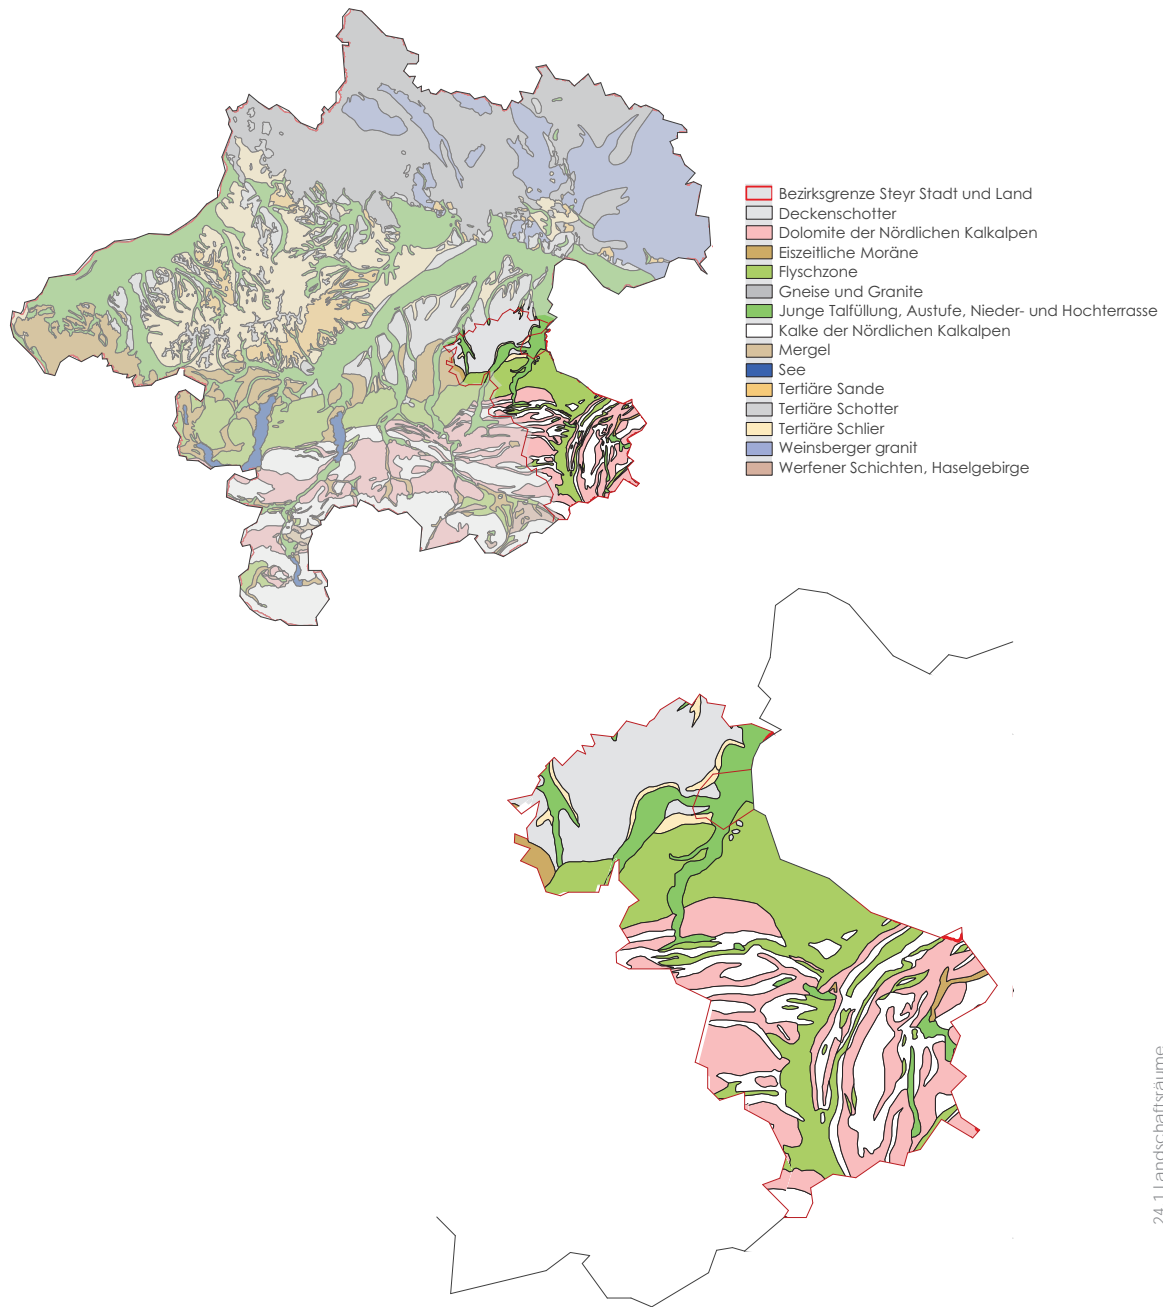 Bezirksgrenze Steyr Stadt und Land
Deckenschotter
Dolomite der Nördlichen Kalkalpen
Eiszeitliche Moräne
Flyschzone
Gneise und Granite
Junge Talfüllung, Austufe, Nieder- und Hochterrasse
Kalke der Nördlichen Kalkalpen
Mergel
See
Tertiäre Sande
Tertiäre Schotter
Tertiäre Schlier
Weinsberger granit
Werfener Schichten, Haselgebirge
24 1 Landschaftsräume